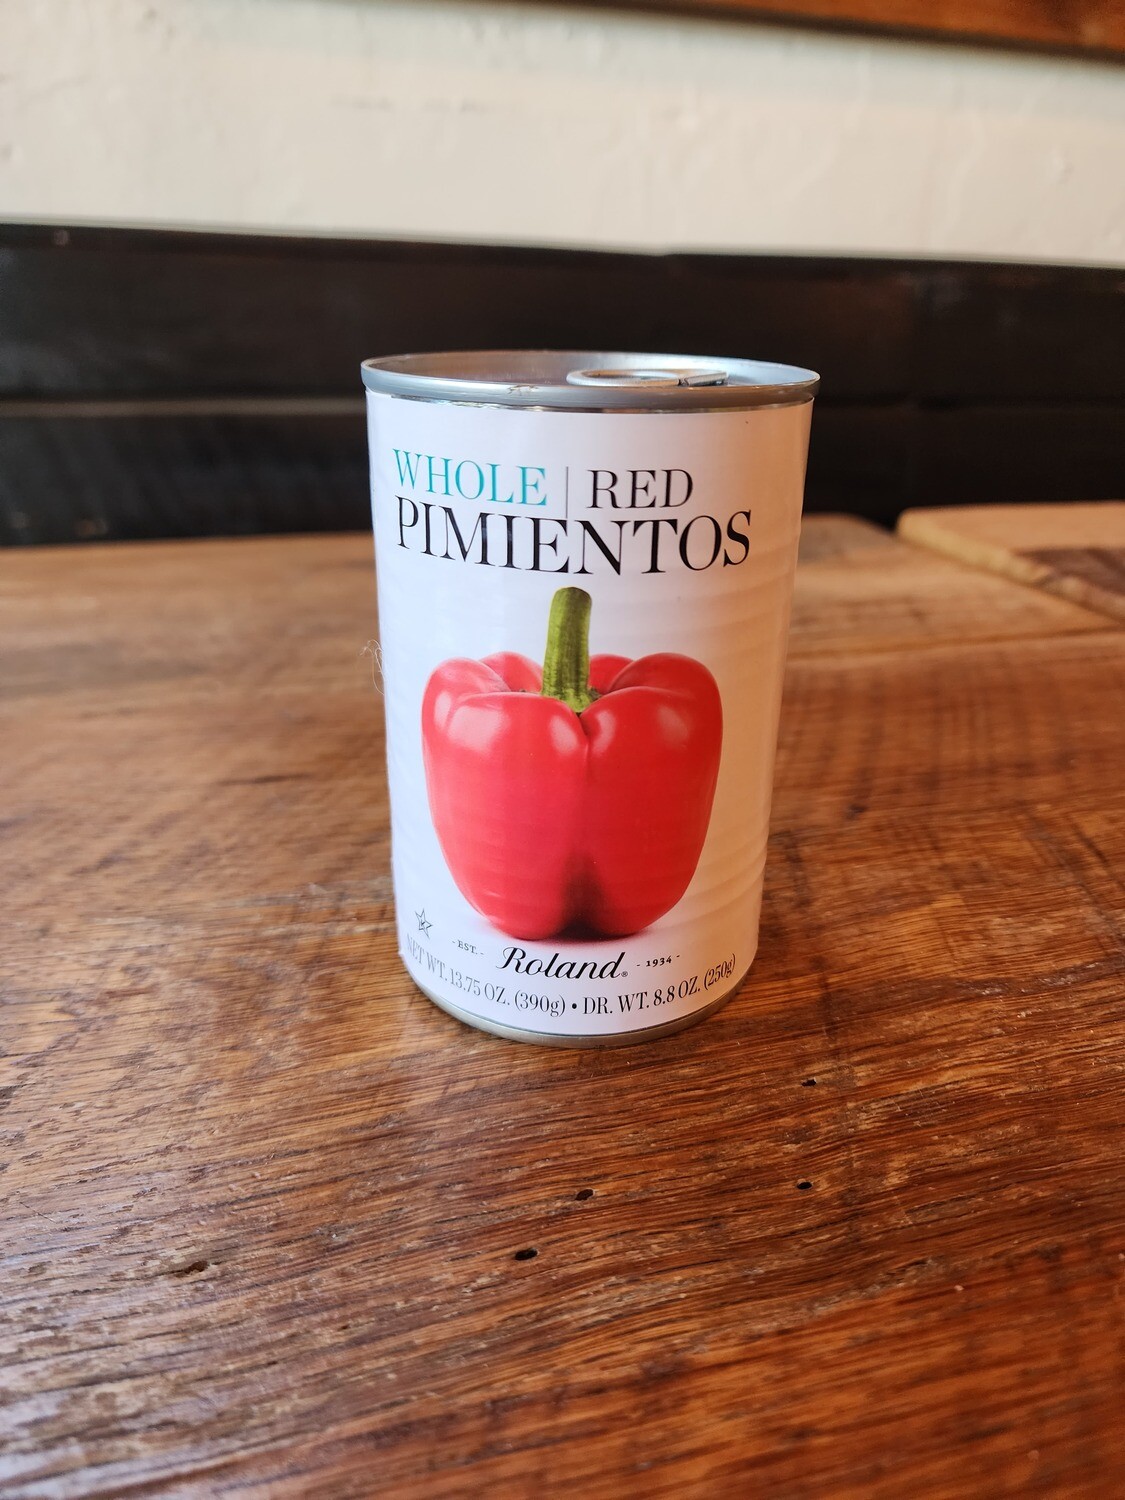 WHOLE | RED
PIMIENTOS
- EST. - Roland® - 1934 -
NET WT. 13.75 OZ. (390g) • DR. WT. 8.8 OZ. (250g)